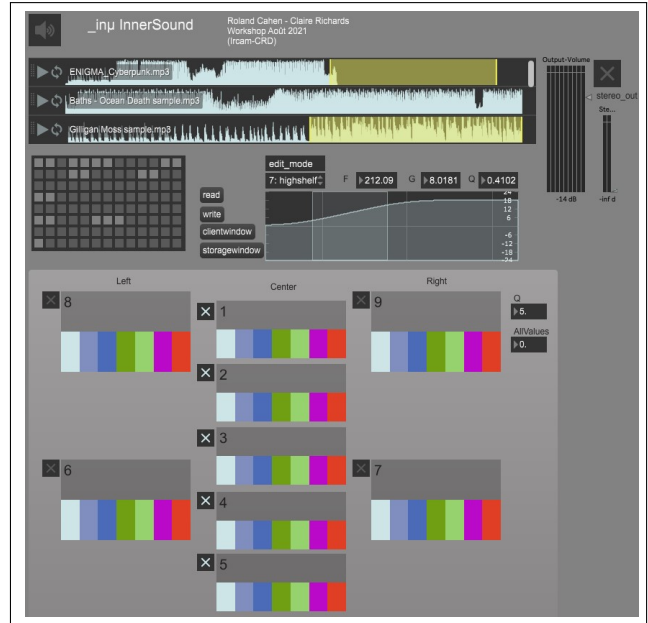 _inµ InnerSound
Roland Cahen - Claire Richards
Workshop Août 2021
(Ircam-CRD)
ENIGMA_Cyberpunk.mp3
Baths - Ocean Death sample.mp3
Gilligan Moss sample.mp3
Output-Volume
stereo_out
Ste...
-14 dB
-inf d
edit_mode
7: highshelf
F
212.09
G
8.0181
Q
0.4102
read
write
clientwindow
storagewindow
24
18
12
6
-6
-12
-18
-24
Left
Center
Right
8
1
9
Q
5.
AllValues
0.
2
3
6
7
4
5